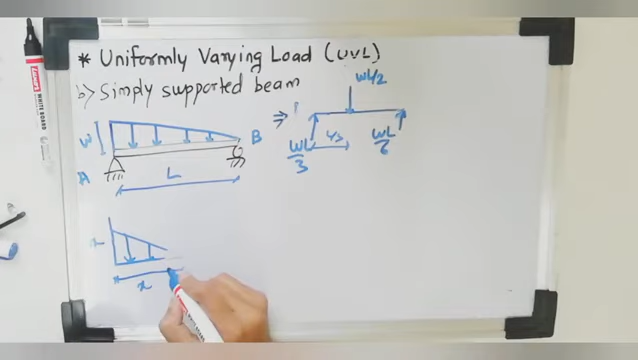 * Uniformly Varying Load (UVL)
b) Simply supported beam
WL/2
W
B
A
L
⇒
WL/3
L/3
WL/6
x